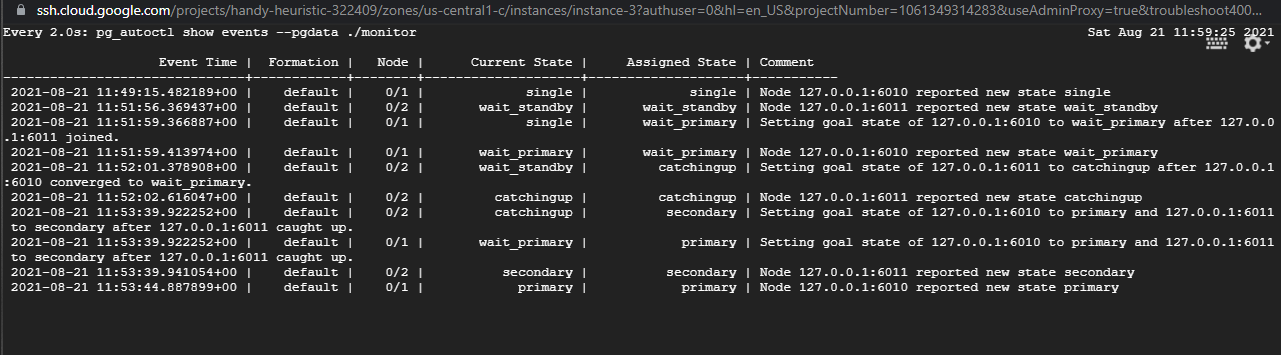 ssh.cloud.google.com/projects/handy-heuristic-322409/zones/us-central1-c/instances/instance-3?authuser=0&hl=en_US&projectNumber=1061349314283&useAdminProxy=true&troubleshoot400...
Every 2.0s: pg_autoctl show events --pgdata ./monitor Sat Aug 21 11:59:25 2021
Event Time | Formation | Node | Current State | Assigned State | Comment
---------------------------------+------------+--------+---------------------+---------------------+-----------
2021-08-21 11:49:15.482189+00 | default | 0/1 | single | single | Node 127.0.0.1:6010 reported new state single
2021-08-21 11:51:56.369437+00 | default | 0/2 | wait_standby | wait_standby | Node 127.0.0.1:6011 reported new state wait_standby
2021-08-21 11:51:59.366887+00 | default | 0/1 | single | wait_primary | Setting goal state of 127.0.0.1:6010 to wait_primary after 127.0.0
.1:6011 joined.
2021-08-21 11:51:59.413974+00 | default | 0/1 | wait_primary | wait_primary | Node 127.0.0.1:6010 reported new state wait_primary
2021-08-21 11:52:01.378908+00 | default | 0/2 | wait_standby | catchingup | Setting goal state of 127.0.0.1:6011 to catchingup after 127.0.0.1
:6010 converged to wait_primary.
2021-08-21 11:52:02.616047+00 | default | 0/2 | catchingup | catchingup | Node 127.0.0.1:6011 reported new state catchingup
2021-08-21 11:53:39.922252+00 | default | 0/2 | catchingup | secondary | Setting goal state of 127.0.0.1:6010 to primary and 127.0.0.1:6011
to secondary after 127.0.0.1:6011 caught up.
2021-08-21 11:53:39.922252+00 | default | 0/1 | wait_primary | primary | Setting goal state of 127.0.0.1:6010 to primary and 127.0.0.1:6011
to secondary after 127.0.0.1:6011 caught up.
2021-08-21 11:53:39.941054+00 | default | 0/2 | secondary | secondary | Node 127.0.0.1:6011 reported new state secondary
2021-08-21 11:53:44.887899+00 | default | 0/1 | primary | primary | Node 127.0.0.1:6010 reported new state primary